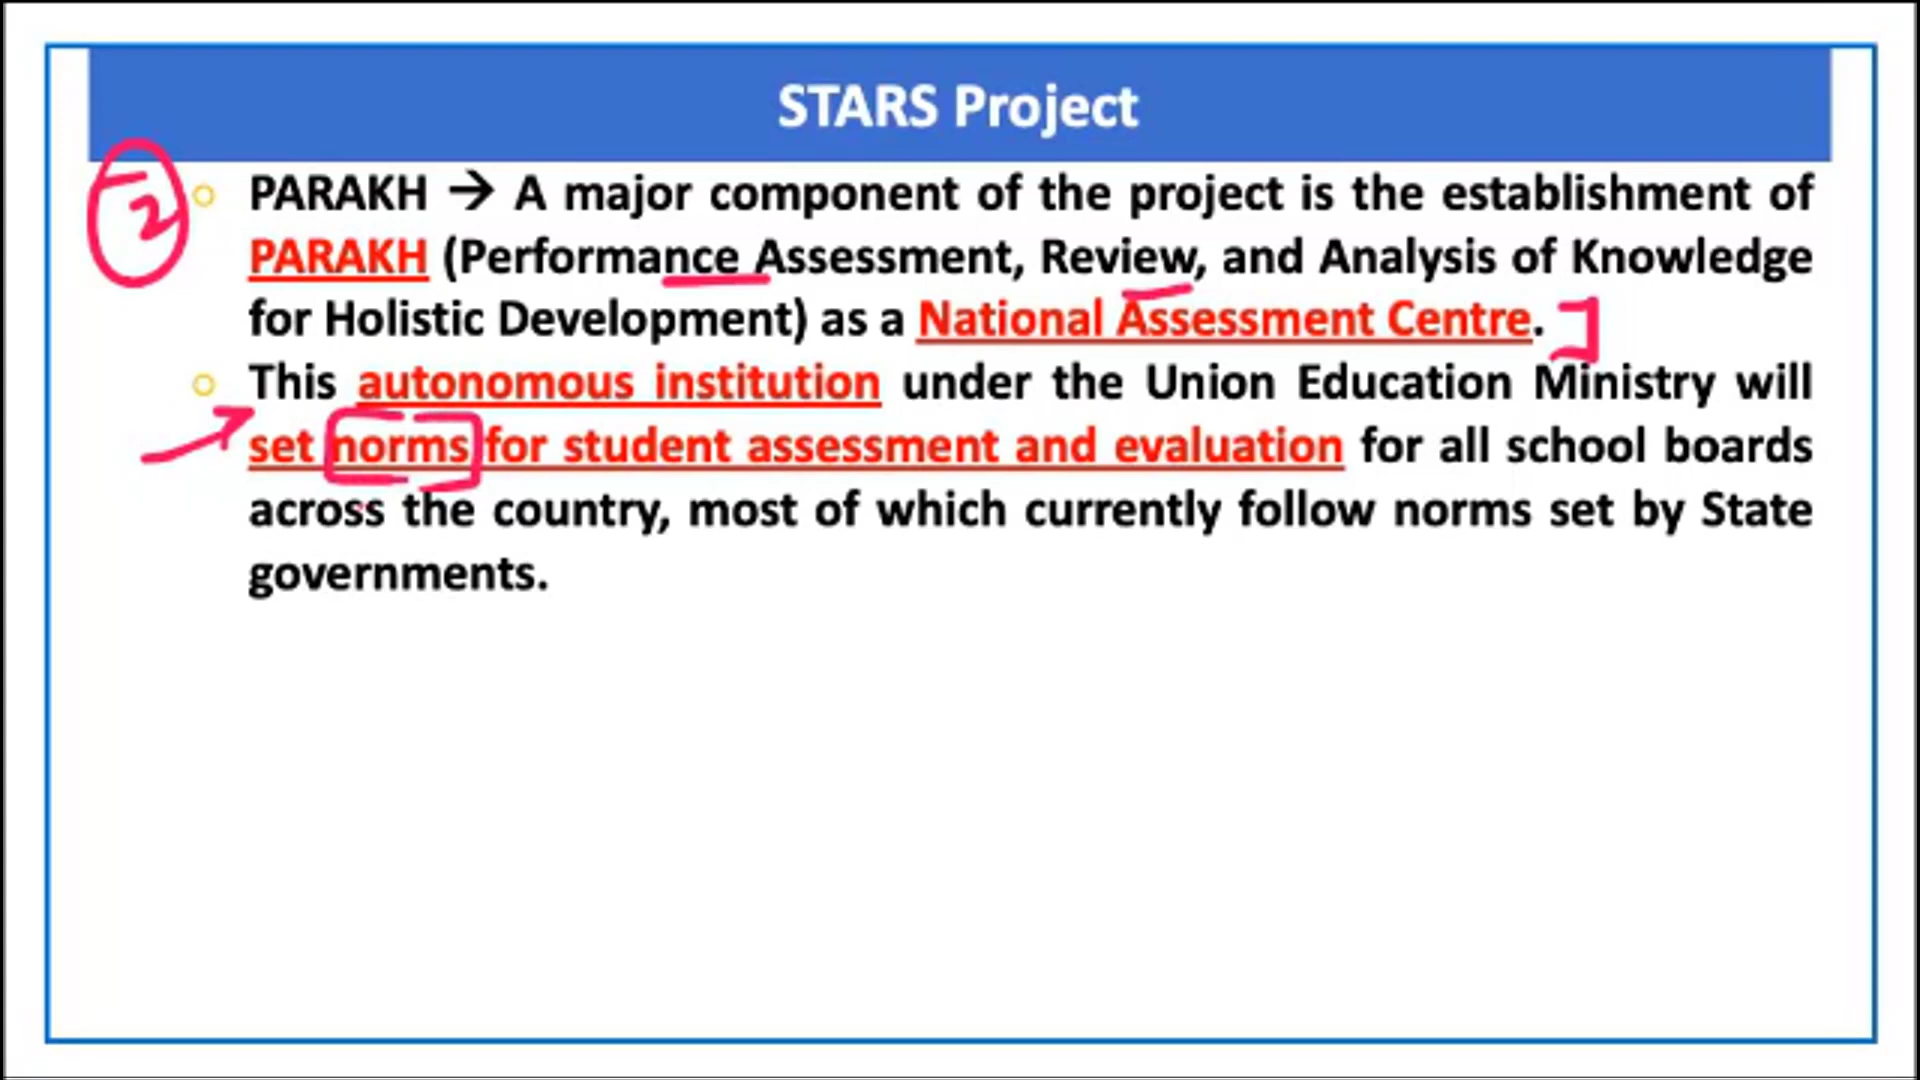 STARS Project
2
PARAKH → A major component of the project is the establishment of
PARAKH (Performance Assessment, Review, and Analysis of Knowledge
for Holistic Development) as a National Assessment Centre.
This autonomous institution under the Union Education Ministry will
set norms for student assessment and evaluation for all school boards
across the country, most of which currently follow norms set by State
governments.